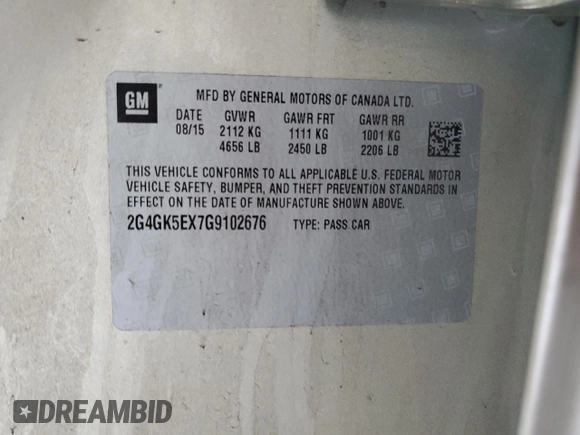 GM
MFD BY GENERAL MOTORS OF CANADA LTD.
DATE GVWR GAWR FRT GAWR RR
08/15 2112 KG 1111 KG 1001 KG
4656 LB 2450 LB 2206 LB
THIS VEHICLE CONFORMS TO ALL APPLICABLE U.S. FEDERAL MOTOR
VEHICLE SAFETY, BUMPER, AND THEFT PREVENTION STANDARDS IN
EFFECT ON THE DATE OF MANUFACTURE SHOWN ABOVE.
2G4GK5EX7G9102676 TYPE: PASS CAR
DREAMBID